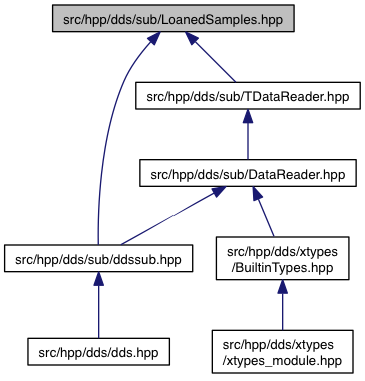 src/hpp/dds/sub/LoanedSamples.hpp
src/hpp/dds/sub/TDataReader.hpp
src/hpp/dds/sub/DataReader.hpp
src/hpp/dds/sub/ddssub.hpp
src/hpp/dds/xtypes
/BuiltinTypes.hpp
src/hpp/dds/dds.hpp
src/hpp/dds/xtypes
/xtypes_module.hpp